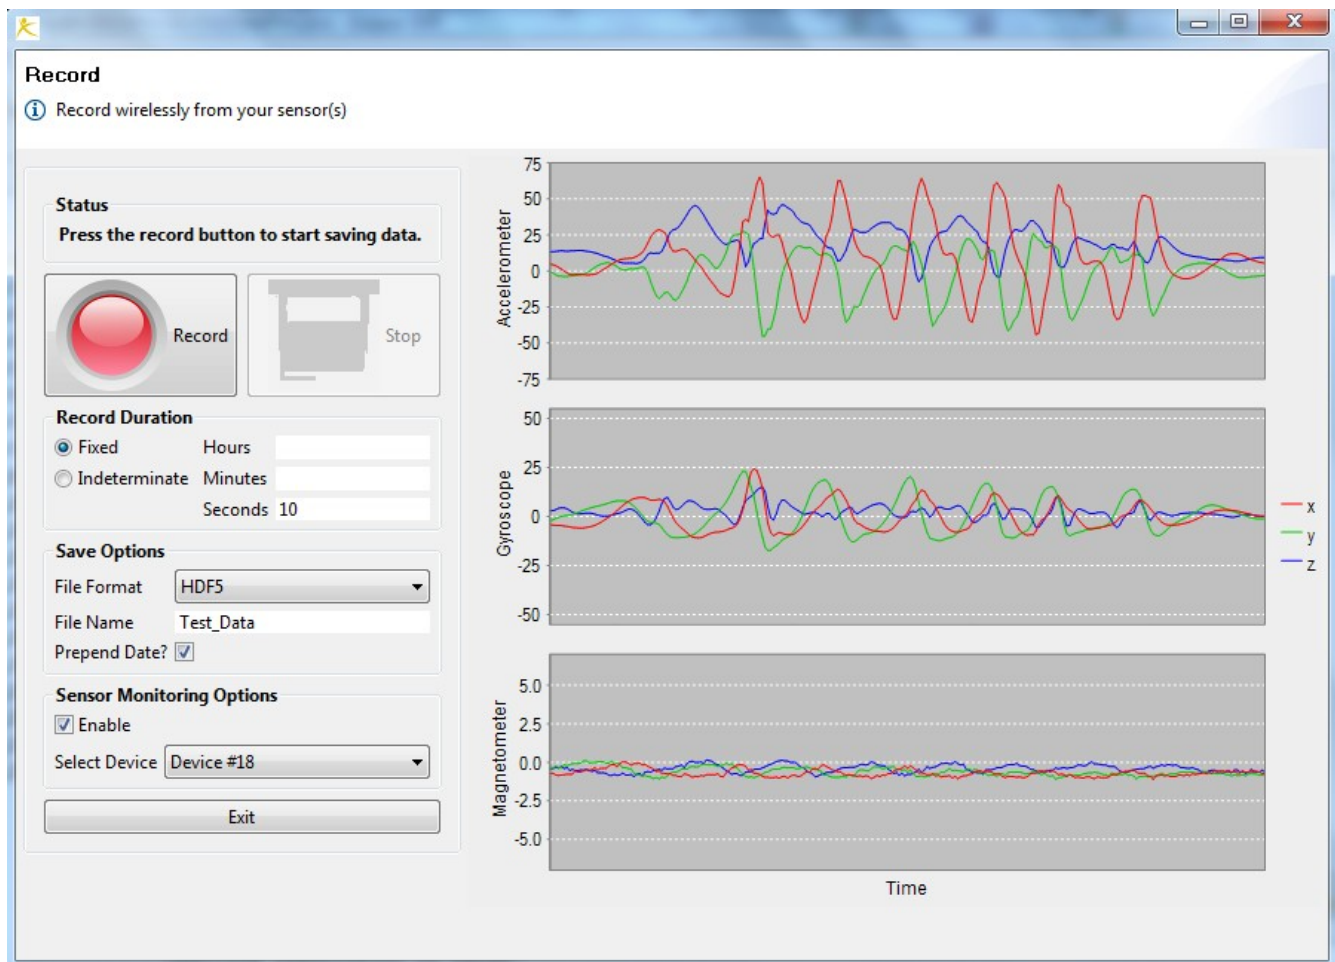 Record
Record wirelessly from your sensor(s)
Status
Press the record button to start saving data.
Record
Stop
Record Duration
Fixed Hours
Indeterminate Minutes
Seconds 10
Save Options
File Format HDF5
File Name Test_Data
Prepend Date?
Sensor Monitoring Options
Enable
Select Device Device #18
Exit
Accelerometer
75
50
25
0
-25
-50
-75
Gyroscope
50
25
0
-25
-50
Magnetometer
5.0
2.5
0.0
-2.5
-5.0
Time
x
y
z